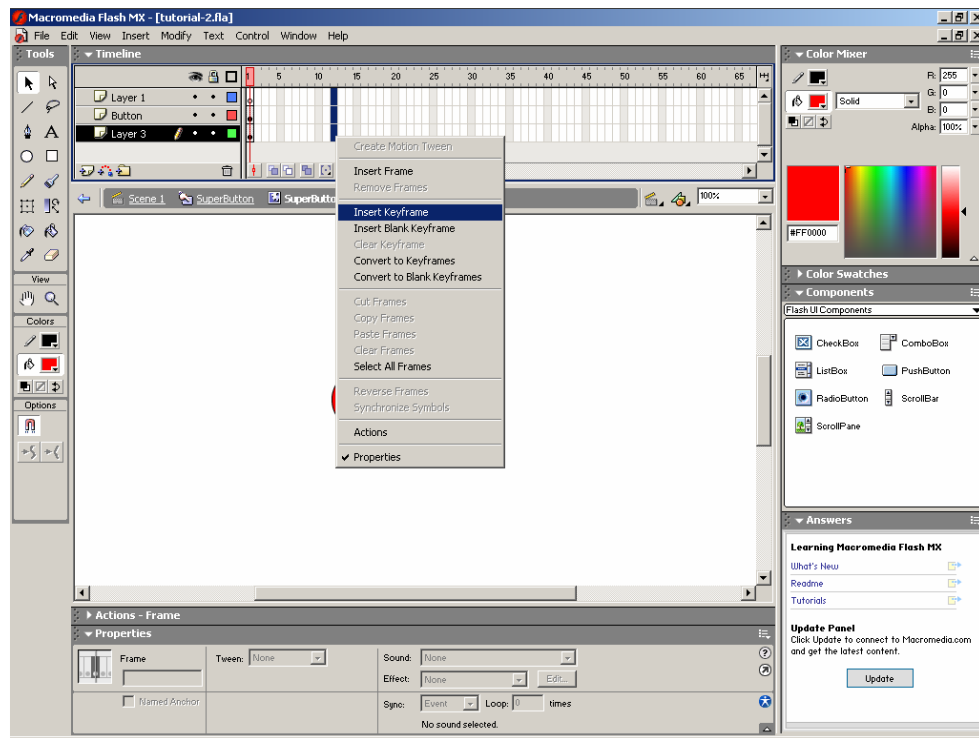 Macromedia Flash MX - [tutorial-2.fla]
File Edit View Insert Modify Text Control Window Help
Tools
Timeline
1 5 10 15 20 25 30 35 40 45 50 55 60 65
Layer 1
Button
Layer 3
Scene 1 SuperButton SuperButto
100%
Create Motion Tween
Insert Frame
Remove Frames
Insert Keyframe
Insert Blank Keyframe
Clear Keyframe
Convert to Keyframes
Convert to Blank Keyframes
Cut Frames
Copy Frames
Paste Frames
Clear Frames
Select All Frames
Reverse Frames
Synchronize Symbols
Actions
Properties
View
Colors
Options
Color Mixer
R: 255
Solid
G: 0
B: 0
Alpha: 100%
#FF0000
Color Swatches
Components
Flash UI Components
CheckBox
ComboBox
ListBox
PushButton
RadioButton
ScrollBar
ScrollPane
Answers
Learning Macromedia Flash MX
What's New
Readme
Tutorials
Update Panel
Click Update to connect to Macromedia.com
and get the latest content.
Update
Actions - Frame
Properties
Frame
Tween: None
Sound: None
Effect: None
Edit...
Named Anchor
Sync: Event
Loop: 0 times
No sound selected.